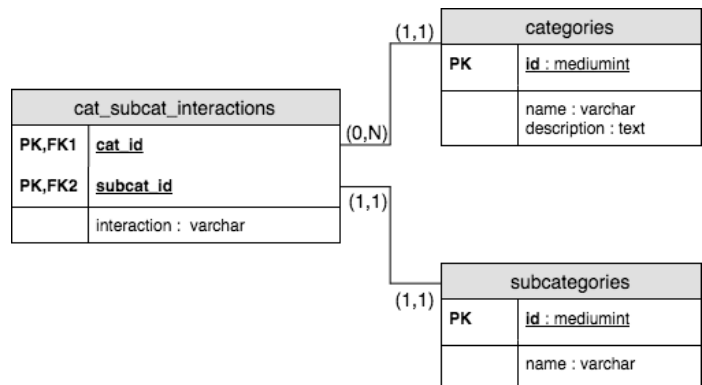 categories
(1,1)
PK
id : mediumint
name : varchar
description : text
cat_subcat_interactions
(0,N)
PK,FK1
cat_id
PK,FK2
subcat_id
(1,1)
interaction : varchar
subcategories
(1,1)
PK
id : mediumint
name : varchar